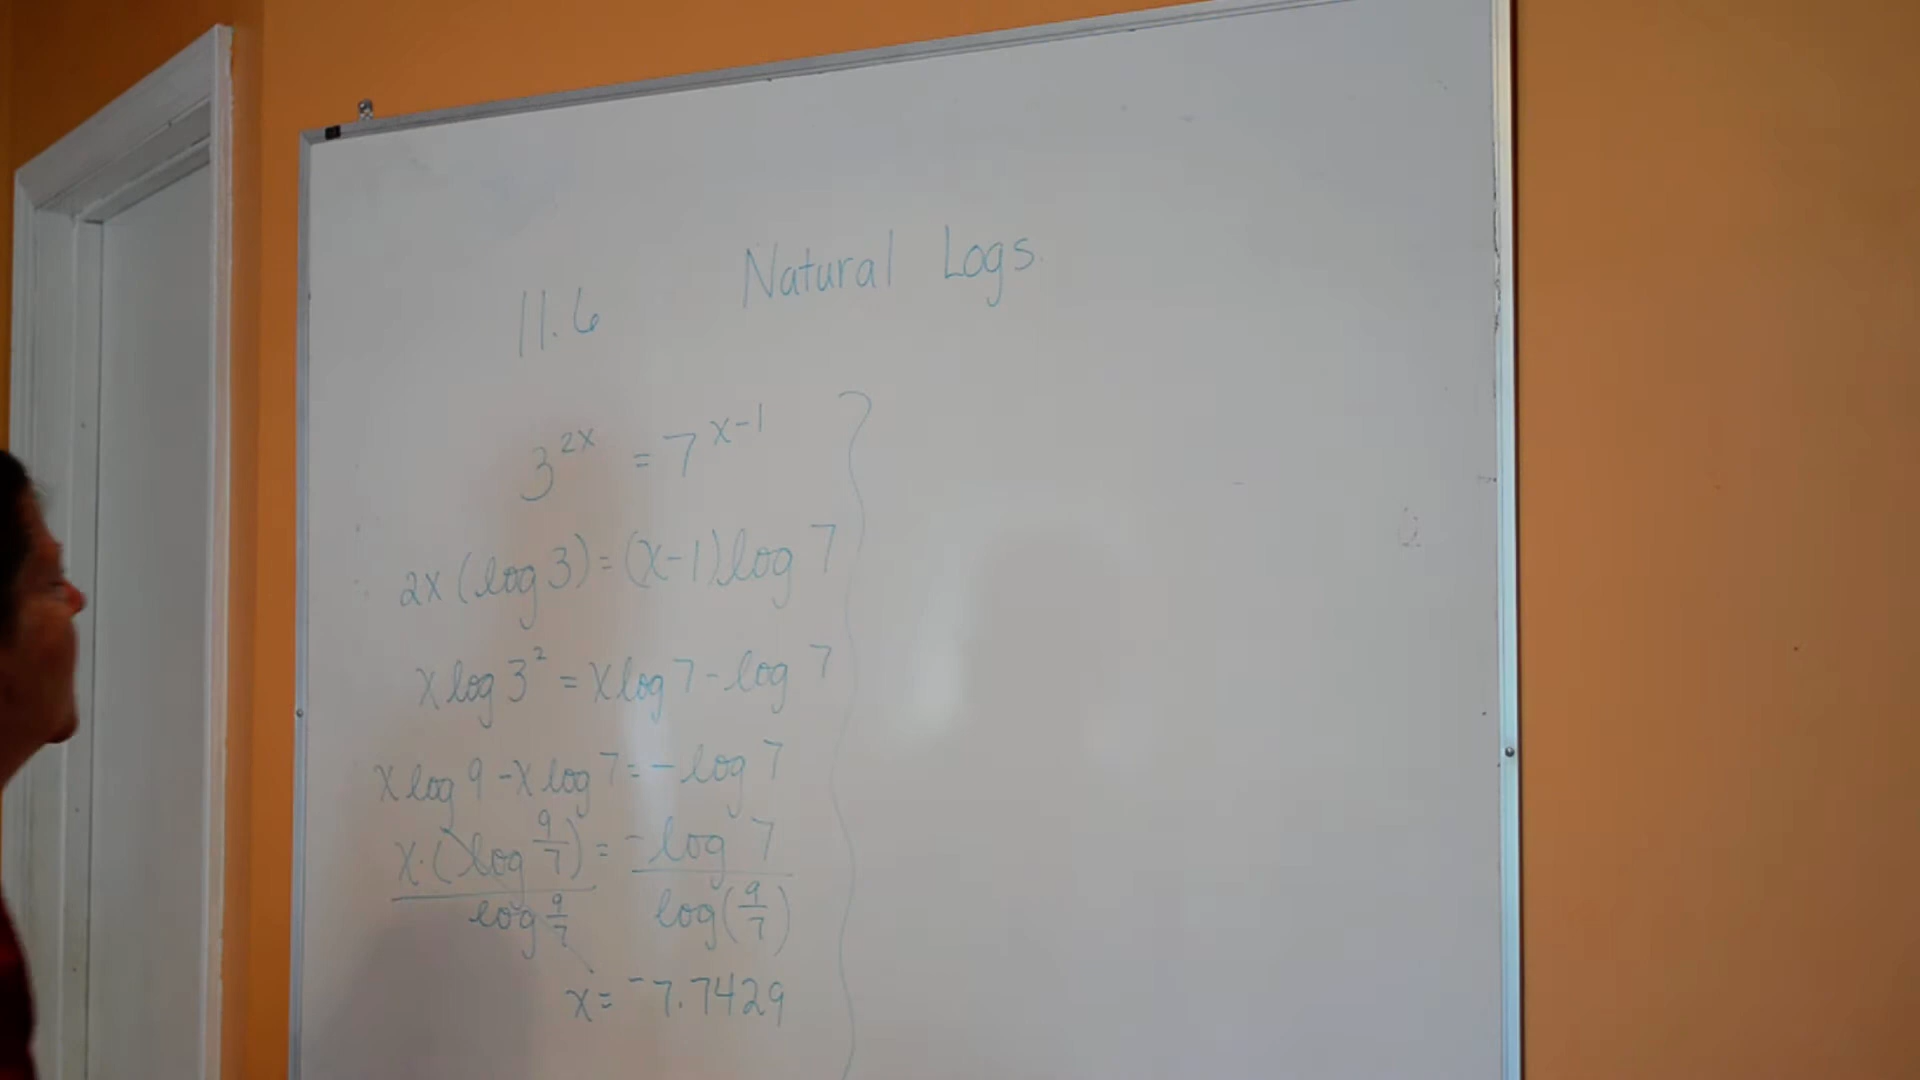 Natural Logs
11.6
3^{2x} = 7^{x-1}
2x (log 3) = (x-1) log 7
x log 3² = x log 7 - log 7
x log 9 - x log 7 = - log 7
x · (log 9/7) / log 9/7 = - log 7 / log (9/7)
x = -7.7429